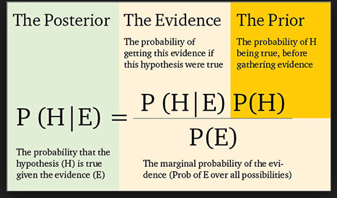 The Posterior
The Evidence
The Prior
The probability of
getting this evidence if
this hypothesis were true
The probability of H
being true, before
gathering evidence
P (H|E) =
P (H|E) P(H)
P(E)
The probability that the
hypothesis (H) is true
given the evidence (E)
The marginal probability of the evi-
dence (Prob of E over all possibilities)